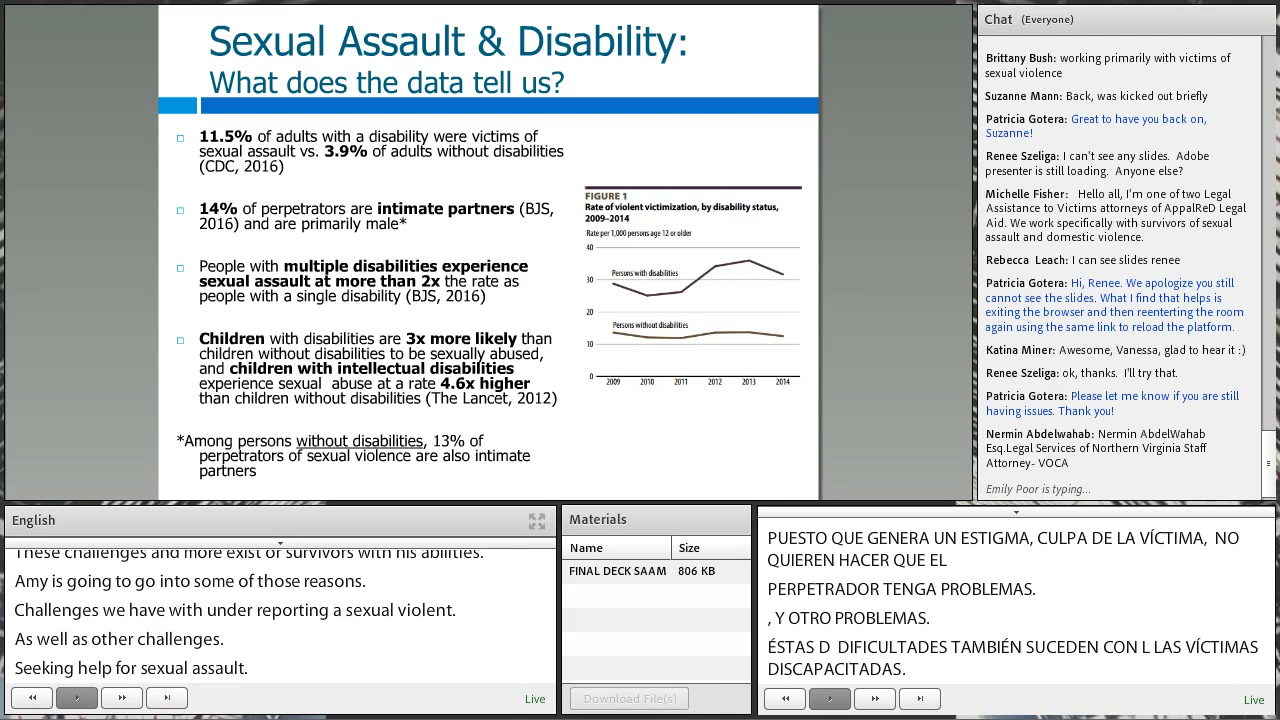 Sexual Assault & Disability:
What does the data tell us?
11.5% of adults with a disability were victims of
sexual assault vs. 3.9% of adults without disabilities
(CDC, 2016)
14% of perpetrators are intimate partners (BJS,
2016) and are primarily male*
People with multiple disabilities experience
sexual assault at more than 2x the rate as
people with a single disability (BJS, 2016)
Children with disabilities are 3x more likely than
children without disabilities to be sexually abused,
and children with intellectual disabilities
experience sexual abuse at a rate 4.6x higher
than children without disabilities (The Lancet, 2012)
*Among persons without disabilities, 13% of
perpetrators of sexual violence are also intimate
partners
FIGURE 1
Rate of violent victimization, by disability status,
2009–2014
Rate per 1,000 persons age 12 or older
40
Persons with disabilities
30
20
Persons without disabilities
10
0
2009 2010 2011 2012 2013 2014
Chat (Everyone)
Brittany Bush: working primarily with victims of
sexual violence
Suzanne Mann: Back, was kicked out briefly
Patricia Gotera: Great to have you back on,
Suzanne!
Renee Szeliga: I can't see any slides. Adobe
presenter is still loading. Anyone else?
Michelle Fisher: Hello all, I'm one of two Legal
Assistance to Victims attorneys of AppalReD Legal
Aid. We work specifically with survivors of sexual
assault and domestic violence.
Rebecca Leach: I can see slides renee
Patricia Gotera: Hi, Renee. We apologize you still
cannot see the slides. What I find that helps is
exiting the browser and then reentering the room
again using the same link to reload the platform.
Katina Miner: Awesome, Vanessa, glad to hear it :)
Renee Szeliga: ok, thanks. I'll try that.
Patricia Gotera: Please let me know if you are still
having issues. Thank you!
Nermin Abdelwahab: Nermin AbdelWahab
Esq.Legal Services of Northern Virginia Staff
Attorney- VOCA
Emily Poor is typing...
English
These challenges and more exist or survivors with his abilities.
Amy is going to go into some of those reasons.
Challenges we have with under reporting a sexual violent.
As well as other challenges.
Seeking help for sexual assault.
Live
Materials
Name Size
FINAL DECK SAAM 806 KB
Download File(s)
PUESTO QUE GENERA UN ESTIGMA, CULPA DE LA VÍCTIMA, NO
QUIEREN HACER QUE EL
PERPETRADOR TENGA PROBLEMAS.
, Y OTRO PROBLEMAS.
ÉSTAS D DIFICULTADES TAMBIÉN SUCEDEN CON L LAS VÍCTIMAS
DISCAPACITADAS.
Live